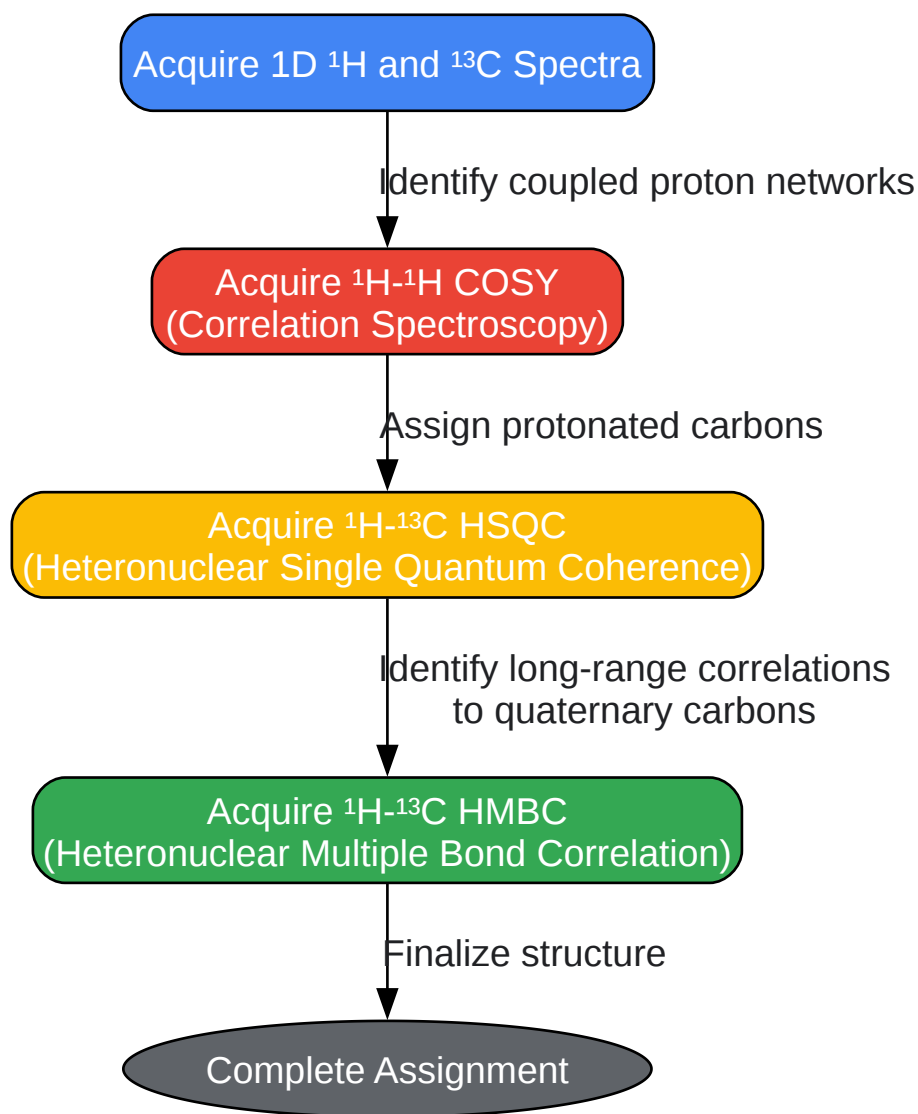 Acquire 1D ¹H and ¹³C Spectra
Identify coupled proton networks
Acquire ¹H-¹H COSY
(Correlation Spectroscopy)
Assign protonated carbons
Acquire ¹H-¹³C HSQC
(Heteronuclear Single Quantum Coherence)
Identify long-range correlations
to quaternary carbons
Acquire ¹H-¹³C HMBC
(Heteronuclear Multiple Bond Correlation)
Finalize structure
Complete Assignment